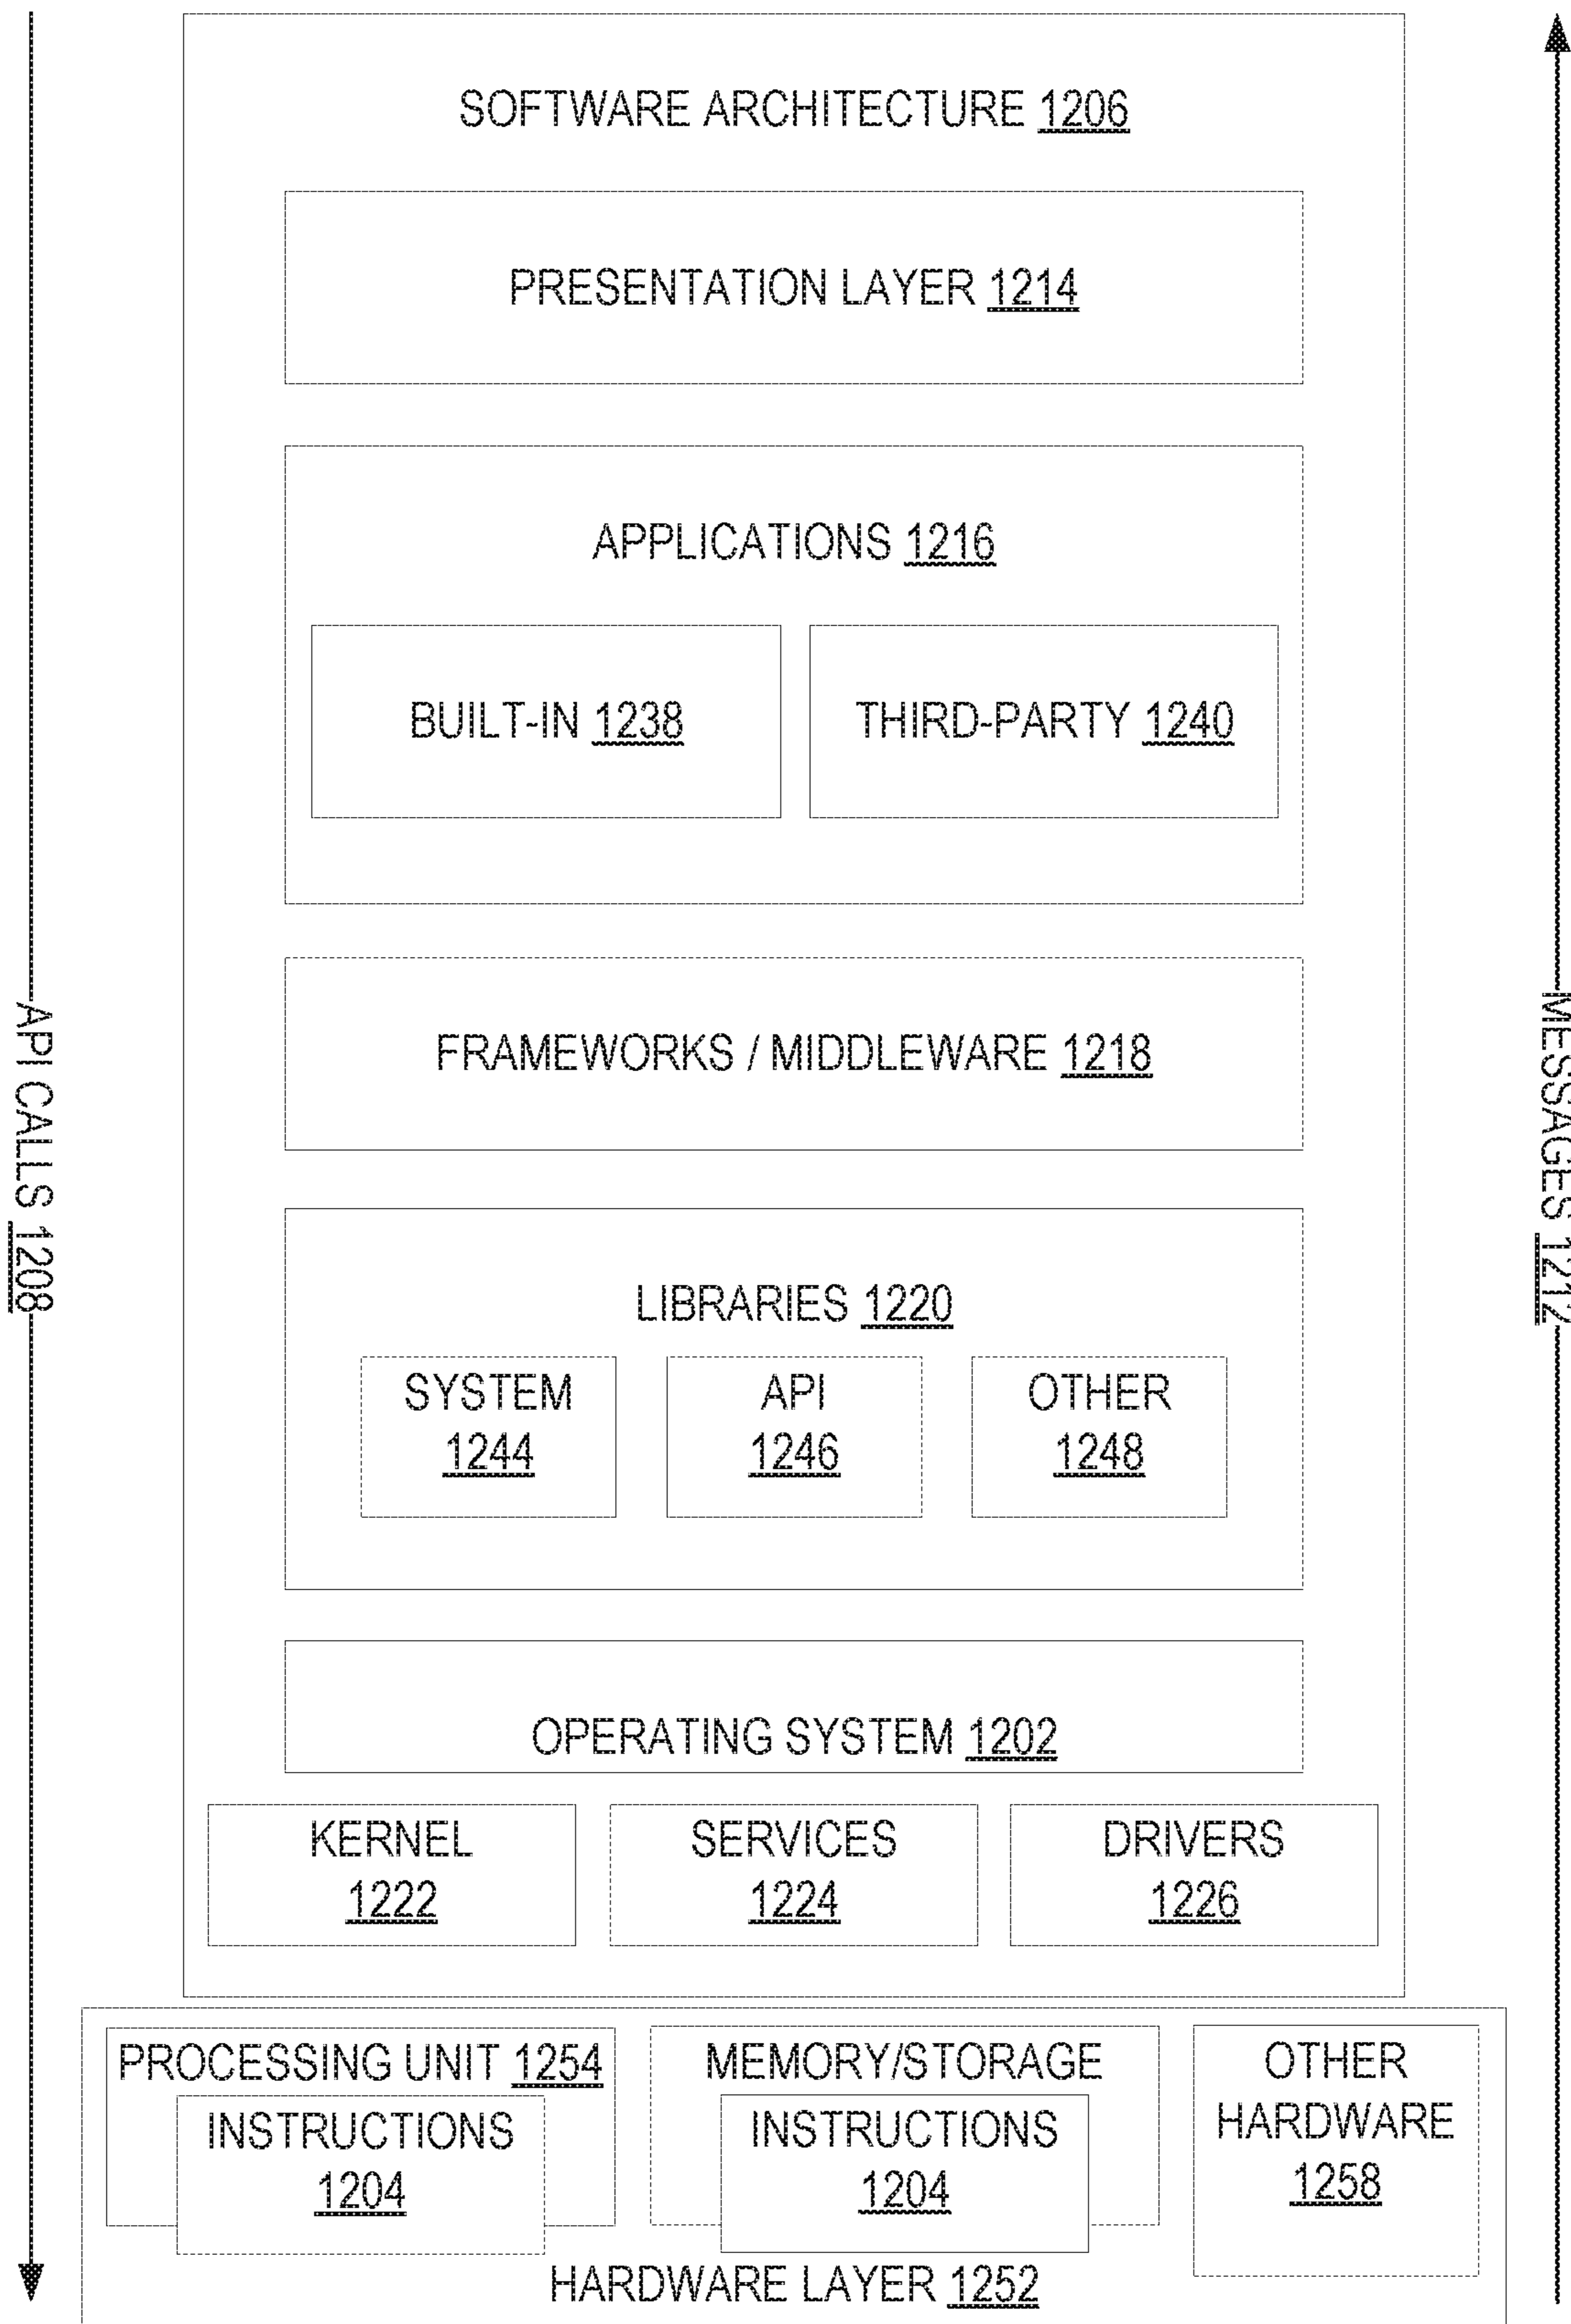 SOFTWARE ARCHITECTURE 1206
PRESENTATION LAYER 1214
APPLICATIONS 1216
BUILT-IN 1238
THIRD-PARTY 1240
FRAMEWORKS / MIDDLEWARE 1218
LIBRARIES 1220
SYSTEM
1244
API
1246
OTHER
1248
OPERATING SYSTEM 1202
KERNEL
1222
SERVICES
1224
DRIVERS
1226
PROCESSING UNIT 1254
INSTRUCTIONS
1204
MEMORY/STORAGE
INSTRUCTIONS
1204
OTHER
HARDWARE
1258
HARDWARE LAYER 1252
API CALLS 1208
MESSAGES 1212